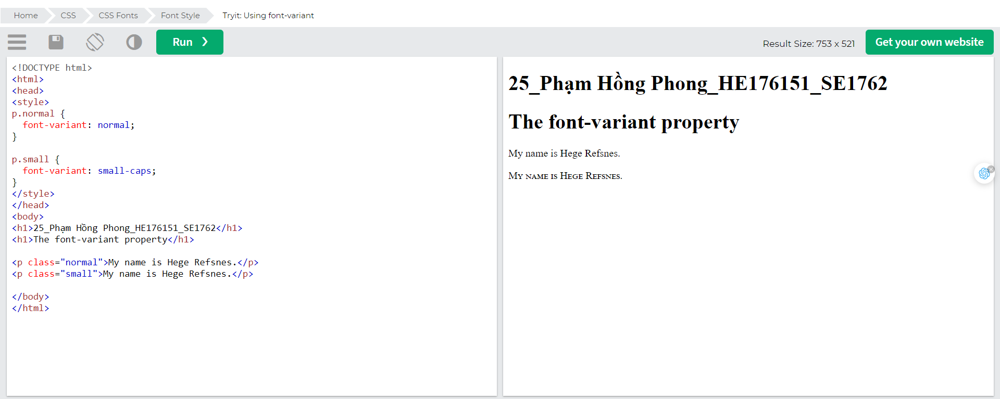 Home CSS CSS Fonts Font Style Tryit: Using font-variant
Run ❯ Result Size: 753 x 521 Get your own website
<!DOCTYPE html>
<html>
<head>
<style>
p.normal {
  font-variant: normal;
}

p.small {
  font-variant: small-caps;
}
</style>
</head>
<body>
<h1>25_Phạm Hồng Phong_HE176151_SE1762</h1>
<h1>The font-variant property</h1>

<p class="normal">My name is Hege Refsnes.</p>
<p class="small">My name is Hege Refsnes.</p>

</body>
</html>
25_Phạm Hồng Phong_HE176151_SE1762
The font-variant property
My name is Hege Refsnes.
My name is Hege Refsnes.